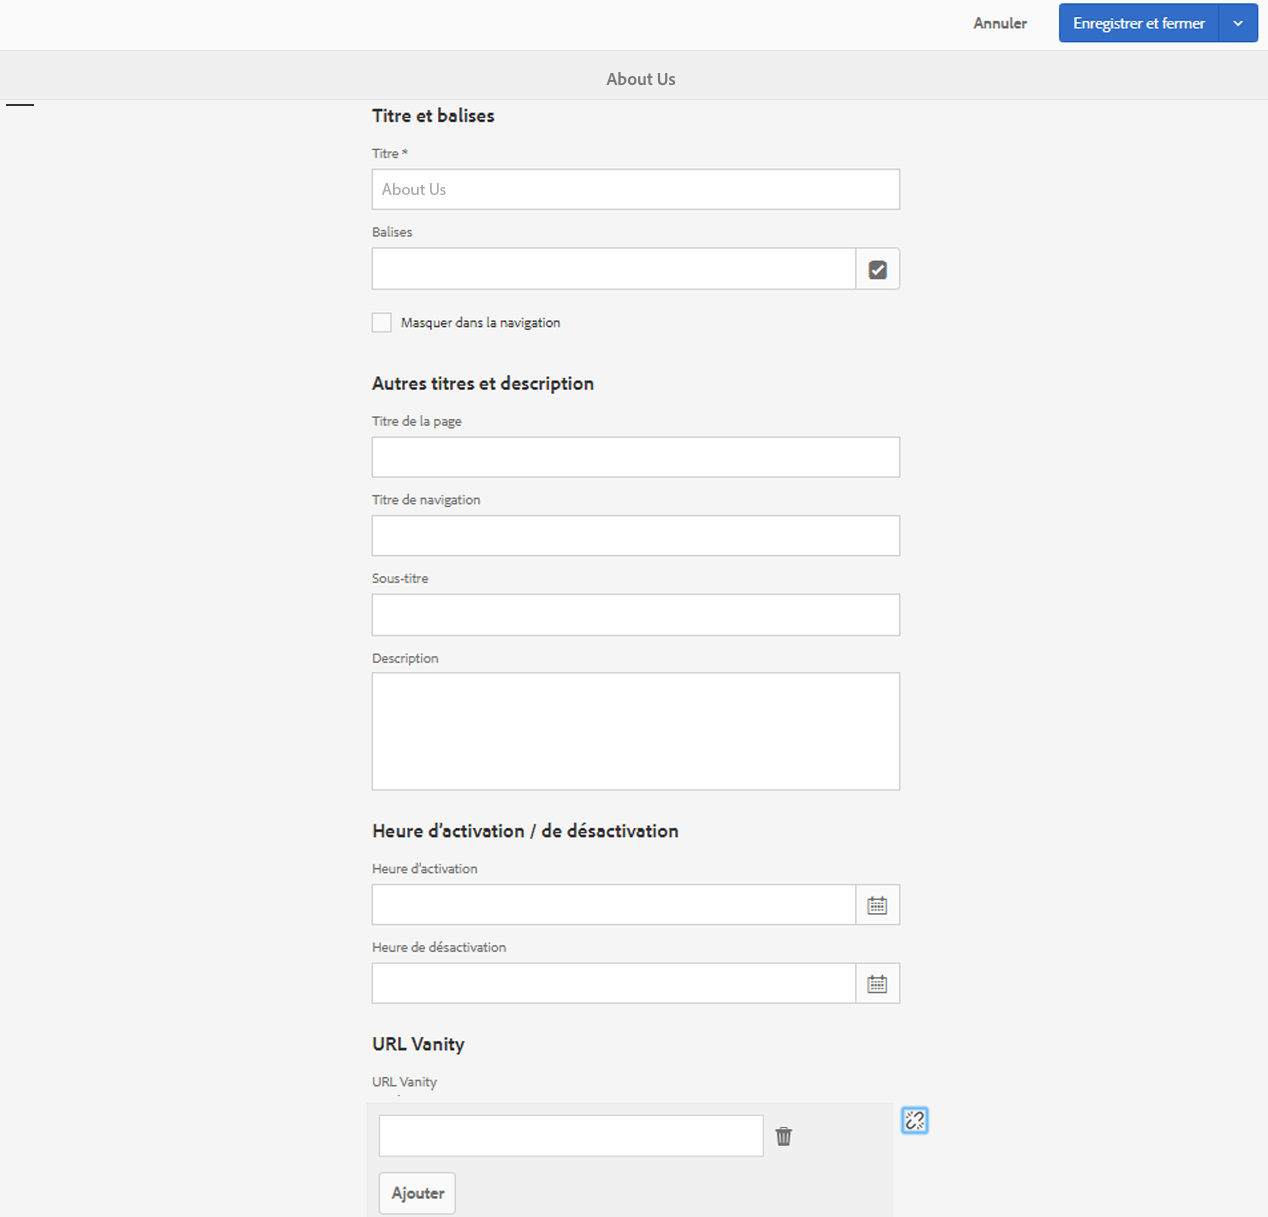 Annuler
Enregistrer et fermer
About Us
Titre et balises
Titre *
About Us
Balises
Masquer dans la navigation
Autres titres et description
Titre de la page
Titre de navigation
Sous-titre
Description
Heure d’activation / de désactivation
Heure d’activation
Heure de désactivation
URL Vanity
URL Vanity
Ajouter